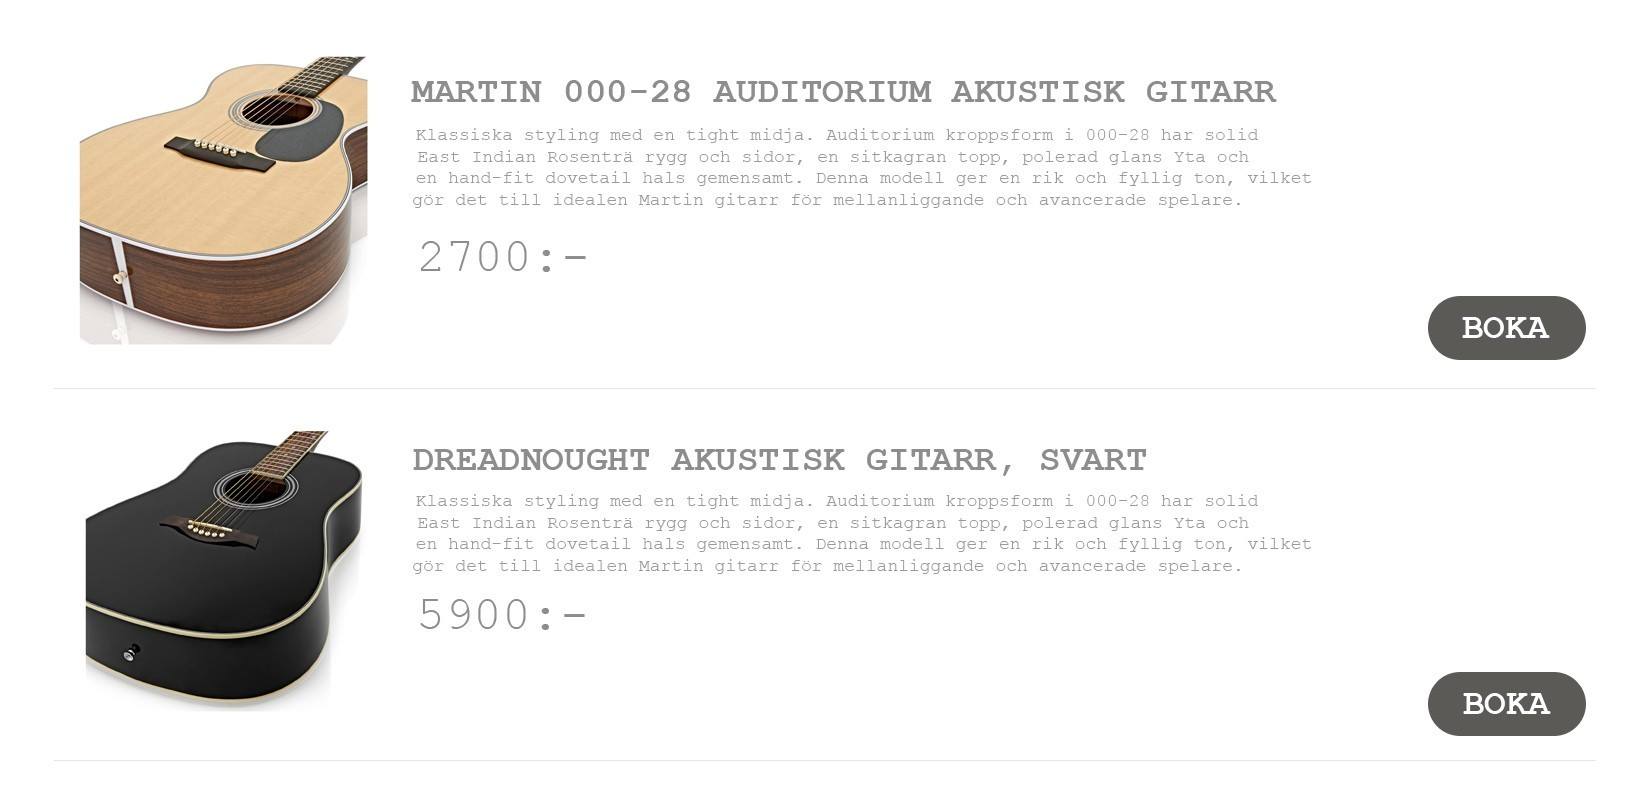 MARTIN 000-28 AUDITORIUM AKUSTISK GITARR
Klassiska styling med en tight midja. Auditorium kroppsform i 000-28 har solid
East Indian Rosenträ rygg och sidor, en sitkagran topp, polerad glans Yta och
en hand-fit dovetail hals gemensamt. Denna modell ger en rik och fyllig ton, vilket
gör det till idealen Martin gitarr för mellanliggande och avancerade spelare.
2700:-
BOKA
DREADNOUGHT AKUSTISK GITARR, SVART
Klassiska styling med en tight midja. Auditorium kroppsform i 000-28 har solid
East Indian Rosenträ rygg och sidor, en sitkagran topp, polerad glans Yta och
en hand-fit dovetail hals gemensamt. Denna modell ger en rik och fyllig ton, vilket
gör det till idealen Martin gitarr för mellanliggande och avancerade spelare.
5900:-
BOKA